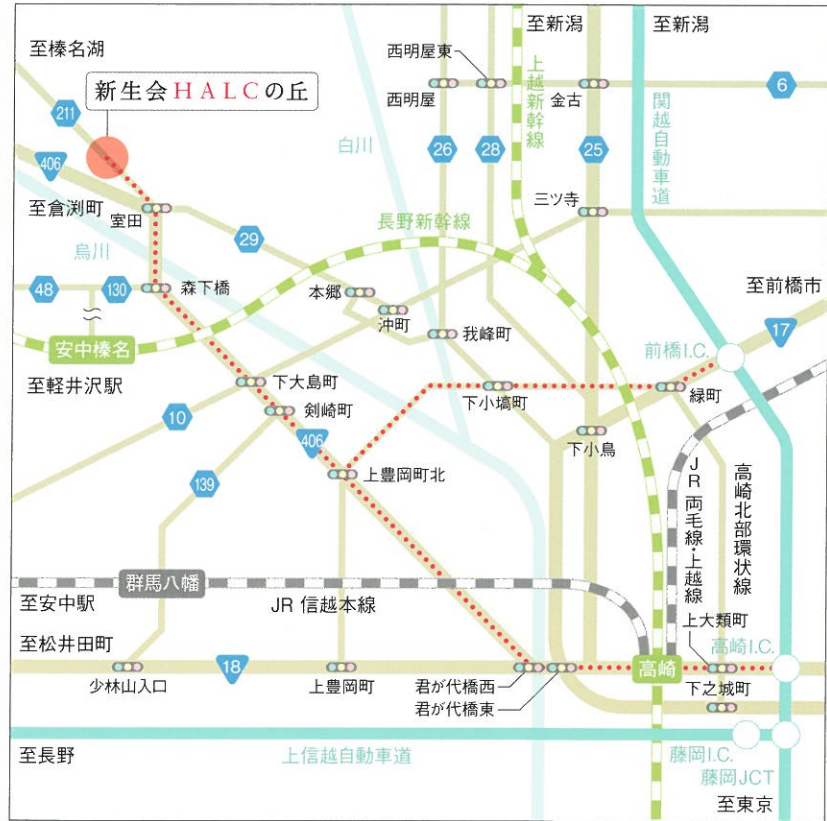 至榛名湖
新生会HALCの丘
211
406
至倉渕町
室田
烏川
29
48
130
森下橋
安中榛名
至軽井沢駅
10
139
下大島町
剣崎町
406
上豊岡町北
本郷
沖町
我峰町
長野新幹線
白川
西明屋東
西明屋
26
28
至新潟
上越新幹線
金古
25
三ツ寺
至新潟
関越自動車道
6
至前橋市
17
前橋I.C.
緑町
下小塙町
下小鳥
JR両毛線・上越線
高崎北部環状線
群馬八幡
至安中駅
JR 信越本線
至松井田町
18
少林山入口
上豊岡町
君が代橋西
君が代橋東
高崎
上大類町
高崎I.C.
下之城町
至長野
上信越自動車道
藤岡I.C.
藤岡JCT
至東京